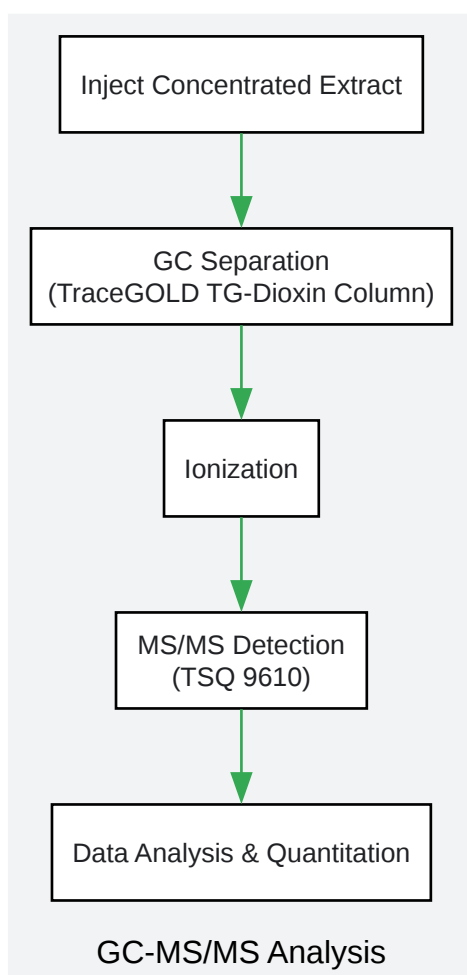 Inject Concentrated Extract
GC Separation
(TraceGOLD TG-Dioxin Column)
Ionization
MS/MS Detection
(TSQ 9610)
Data Analysis & Quantitation
GC-MS/MS Analysis